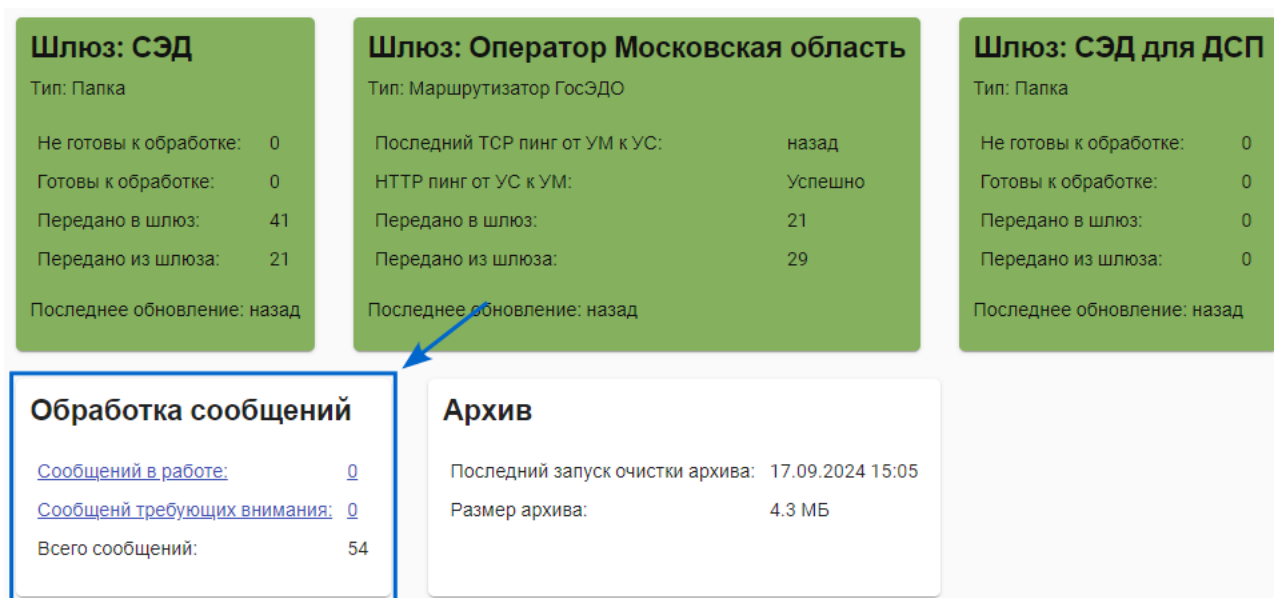 Шлюз: СЭД
Тип: Папка
Не готовы к обработке: 0
Готовы к обработке: 0
Передано в шлюз: 41
Передано из шлюза: 21
Последнее обновление: назад
Шлюз: Оператор Московская область
Тип: Маршрутизатор ГосЭДО
Последний TCP пинг от УМ к УС: назад
HTTP пинг от УС к УМ: Успешно
Передано в шлюз: 21
Передано из шлюза: 29
Последнее обновление: назад
Шлюз: СЭД для ДСП
Тип: Папка
Не готовы к обработке: 0
Готовы к обработке: 0
Передано в шлюз: 0
Передано из шлюза: 0
Последнее обновление: назад
Обработка сообщений
Сообщений в работе: 0
Сообщенй требующих внимания: 0
Всего сообщений: 54
Архив
Последний запуск очистки архива: 17.09.2024 15:05
Размер архива: 4.3 МБ